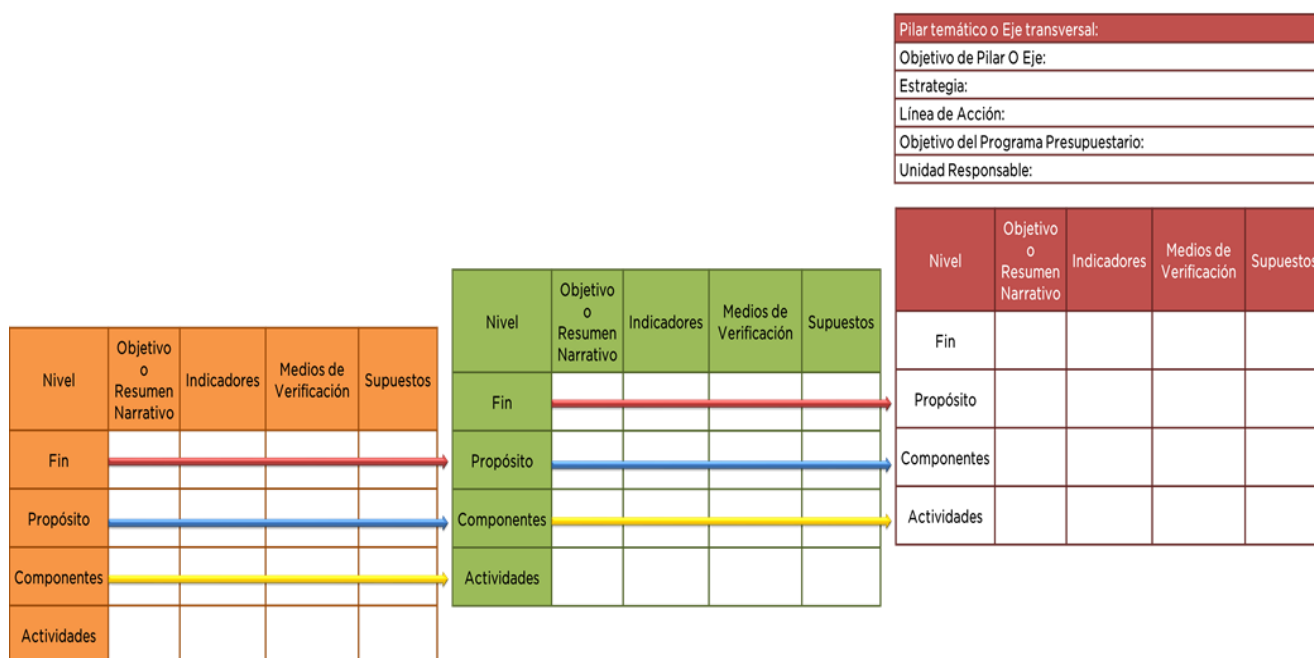 Pilar temático o Eje transversal:
Objetivo de Pilar O Eje:
Estrategia:
Línea de Acción:
Objetivo del Programa Presupuestario:
Unidad Responsable:
Nivel
Objetivo
o
Resumen
Narrativo
Indicadores
Medios de
Verificación
Supuestos
Fin
Propósito
Componentes
Actividades
Nivel
Objetivo
o
Resumen
Narrativo
Indicadores
Medios de
Verificación
Supuestos
Fin
Propósito
Componentes
Actividades
Nivel
Objetivo
o
Resumen
Narrativo
Indicadores
Medios de
Verificación
Supuestos
Fin
Propósito
Componentes
Actividades